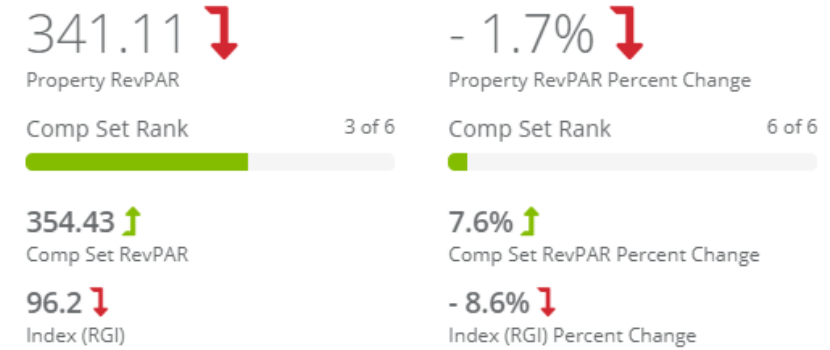 341.11
Property RevPAR
Comp Set Rank 3 of 6
354.43
Comp Set RevPAR
96.2
Index (RGI)
- 1.7%
Property RevPAR Percent Change
Comp Set Rank 6 of 6
7.6%
Comp Set RevPAR Percent Change
- 8.6%
Index (RGI) Percent Change